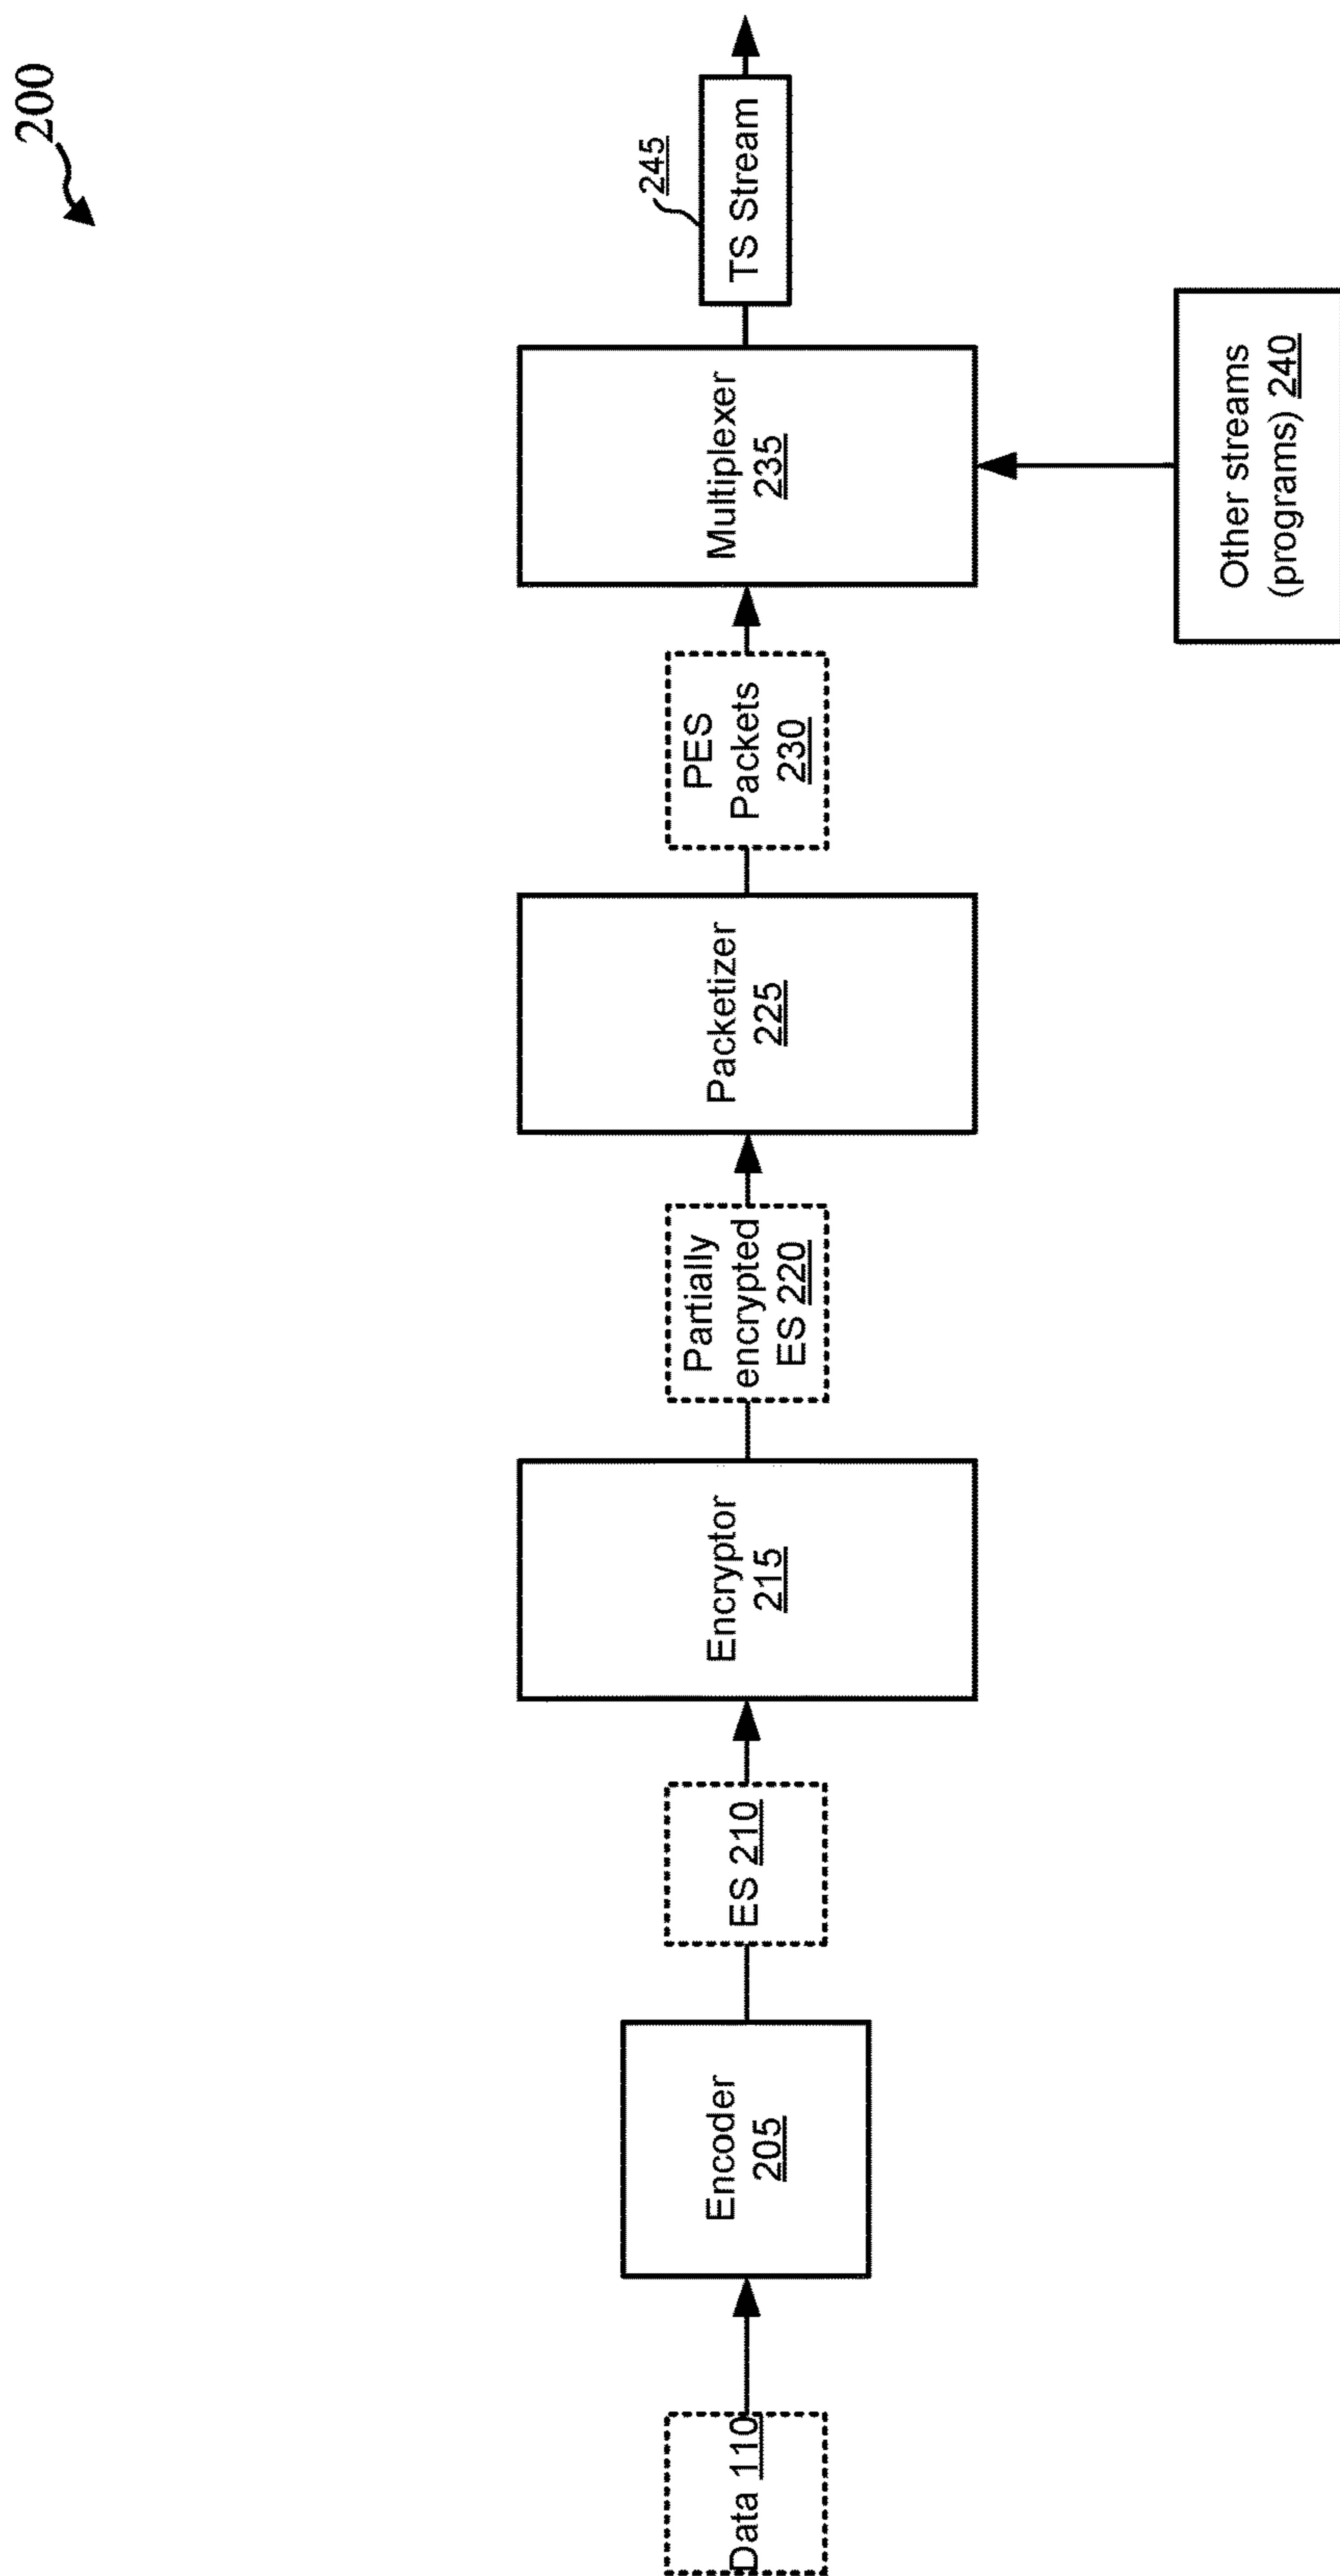 200
Data 110
Encoder
205
ES 210
Encryptor
215
Partially
encrypted
ES 220
Packetizer
225
PES
Packets
230
Multiplexer
235
245
TS Stream
Other streams
(programs) 240